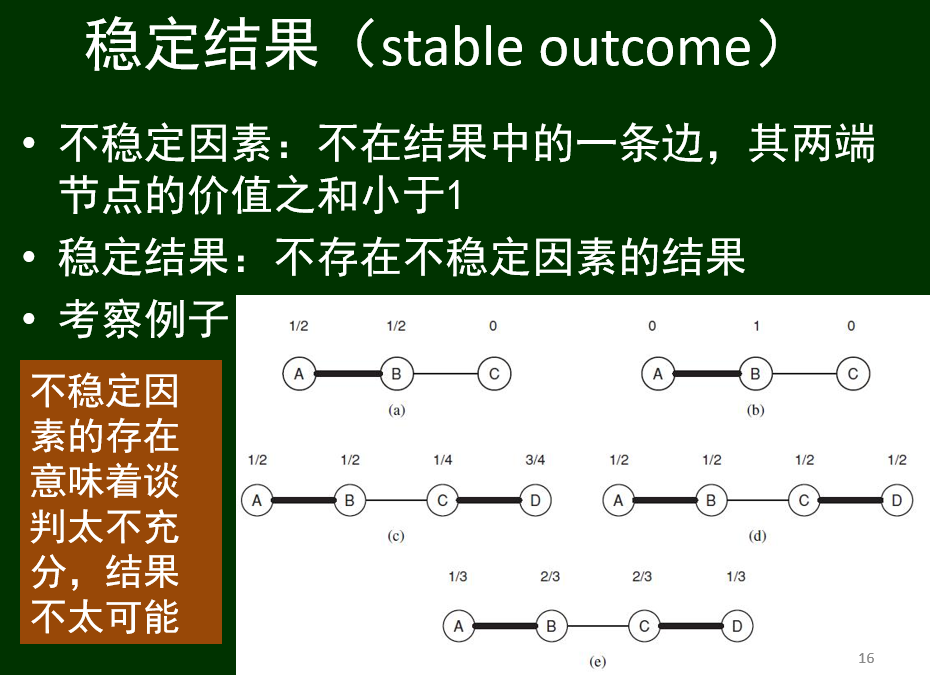 稳定结果（stable outcome）
• 不稳定因素：不在结果中的一条边，其两端
节点的价值之和小于1
• 稳定结果：不存在不稳定因素的结果
• 考察例子
不稳定因
素的存在
意味着谈
判太不充
分，结果
不太可能
1/2 1/2 0
A B C
(a)
0 1 0
A B C
(b)
1/2 1/2 1/4 3/4
A B C D
(c)
1/2 1/2 1/2 1/2
A B C D
(d)
1/3 2/3 2/3 1/3
A B C D
(e)
16